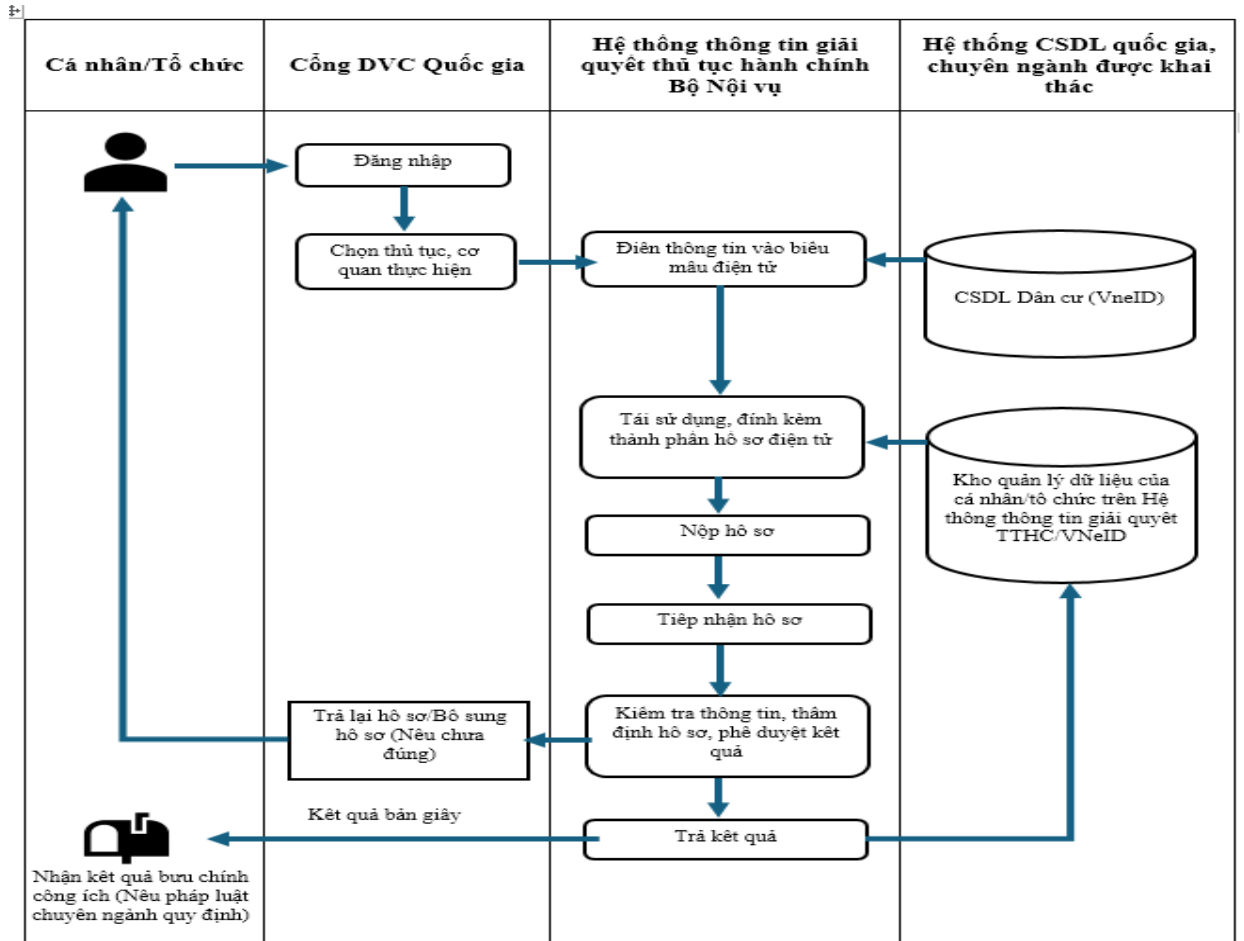 Cá nhân/Tổ chức
Cổng DVC Quốc gia
Hệ thống thông tin giải
quyết thủ tục hành chính
Bộ Nội vụ
Hệ thống CSDL quốc gia,
chuyên ngành được khai
thác
Đăng nhập
Chọn thủ tục, cơ
quan thực hiện
Điền thông tin vào biểu
mẫu điện tử
CSDL Dân cư (VneID)
Tái sử dụng, đính kèm
thành phần hồ sơ điện tử
Kho quản lý dữ liệu của
cá nhân/tổ chức trên Hệ
thống thông tin giải quyết
TTHC/VNeID
Nộp hồ sơ
Tiếp nhận hồ sơ
Trả lại hồ sơ/Bổ sung
hồ sơ (Nếu chưa
đúng)
Kiểm tra thông tin, thẩm
định hồ sơ, phê duyệt kết
quả
Kết quả bản giấy
Trả kết quả
Nhận kết quả bưu chính
công ích (Nếu pháp luật
chuyên ngành quy định)